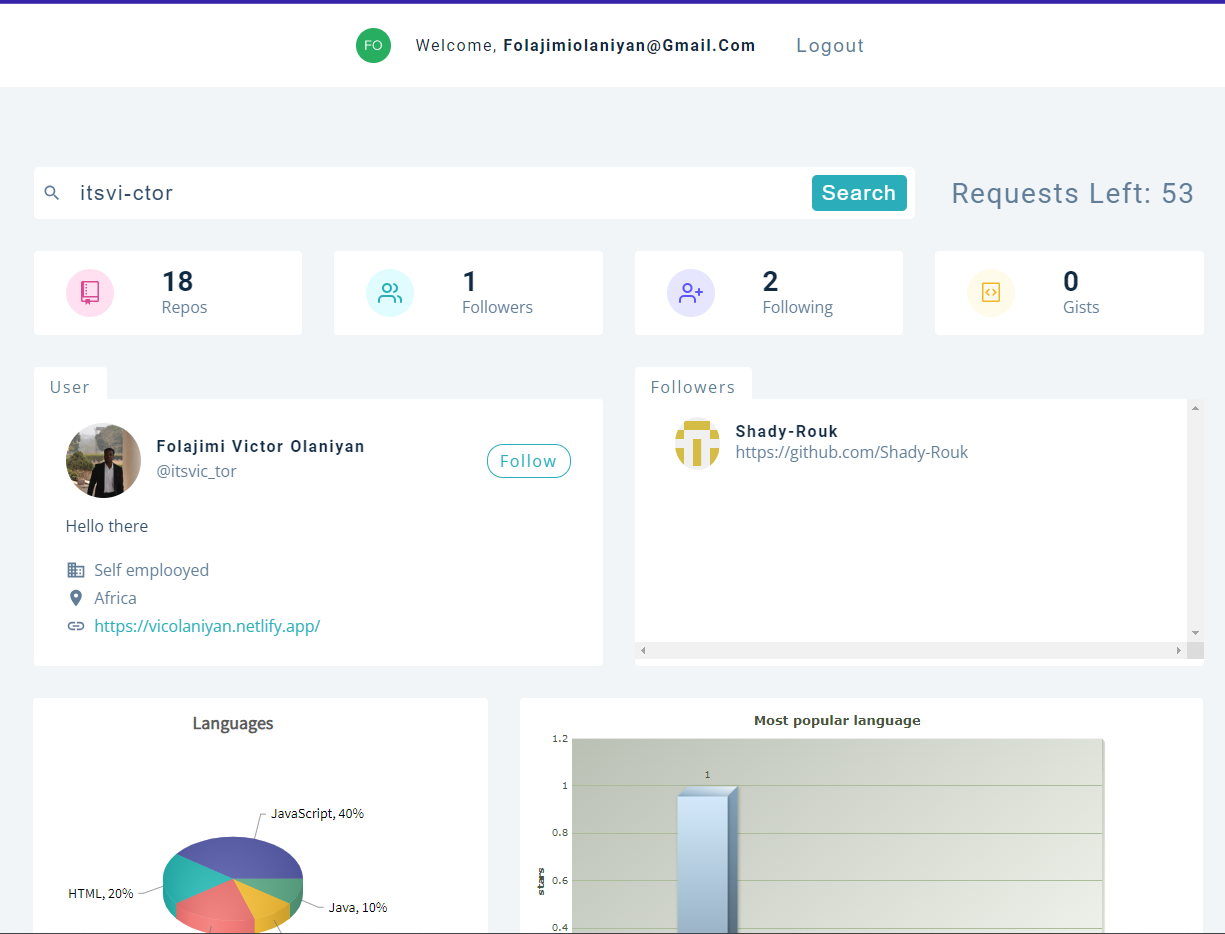 FO
Welcome, Folajimiolaniyan@Gmail.Com
Logout
itsvi-ctor
Search
Requests Left: 53
18
Repos
1
Followers
2
Following
0
Gists
User
Folajimi Victor Olaniyan
@itsvic_tor
Follow
Hello there
Self emplooyed
Africa
https://vicolaniyan.netlify.app/
Followers
Shady-Rouk
https://github.com/Shady-Rouk
Languages
JavaScript, 40%
HTML, 20%
Java, 10%
Most popular language
1.2
1
1
0.8
0.6
0.4
stars